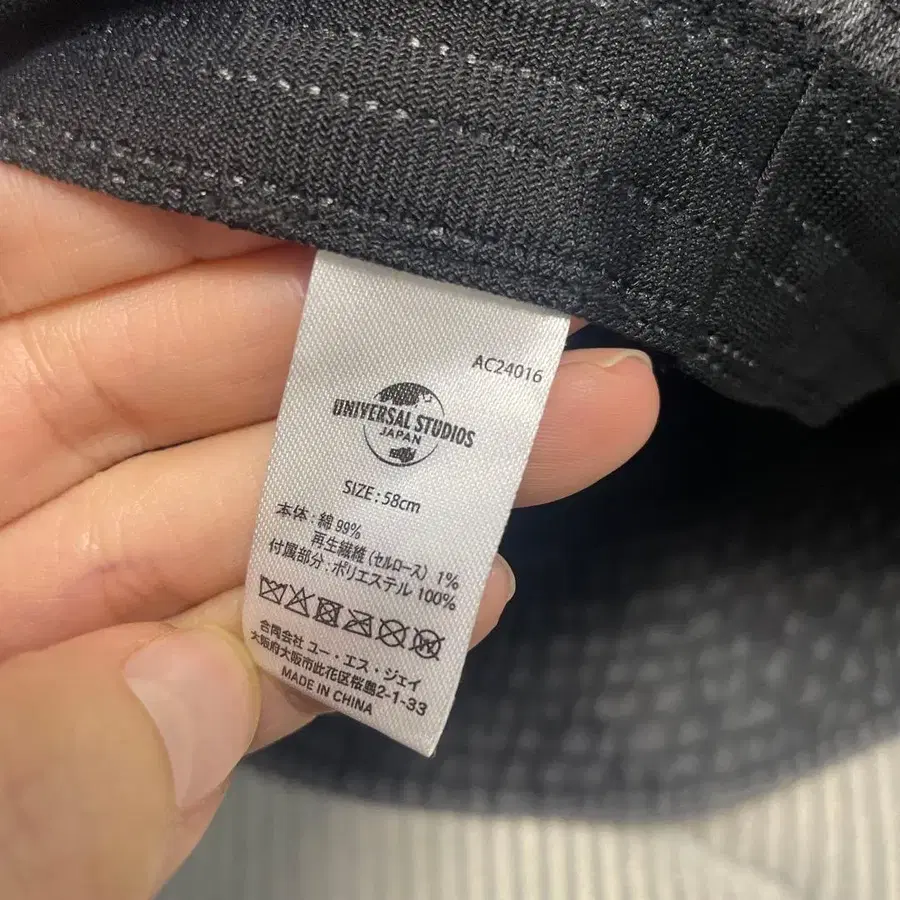 AC24016
UNIVERSAL STUDIOS
JAPAN
SIZE : 58cm
本体 : 綿 99%
再生繊維 (セルロース) 1%
付属部分 : ポリエステル 100%
合同会社 ユー・エス・ジェイ
大阪府大阪市此花区桜島2-1-33
MADE IN CHINA